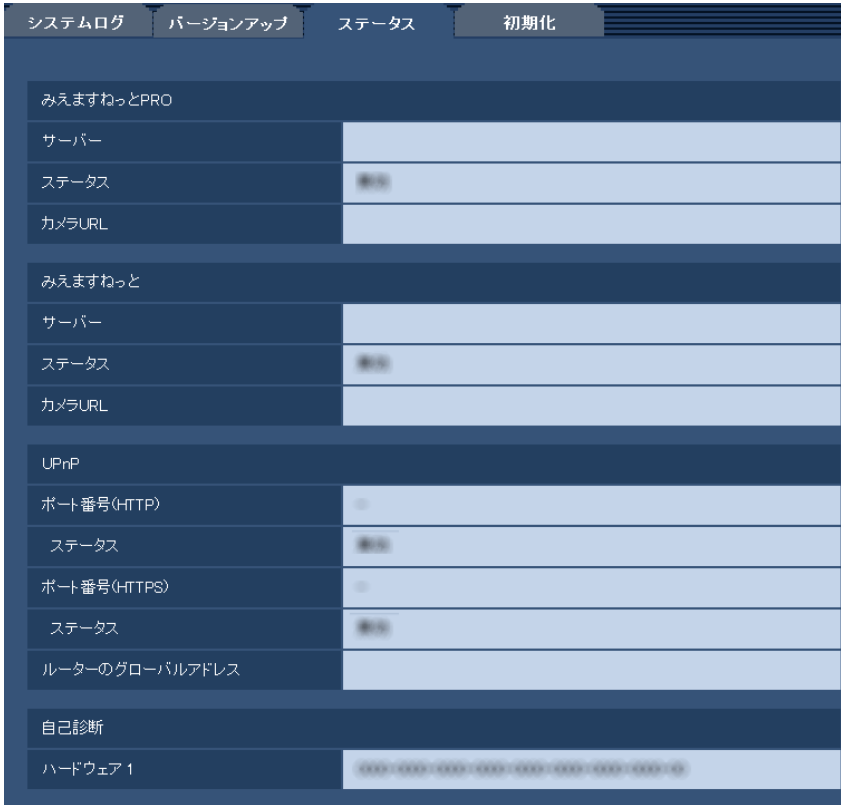 システムログ
バージョンアップ
ステータス
初期化
みえますねっとPRO
サーバー
ステータス
カメラURL
みえますねっと
サーバー
ステータス
カメラURL
UPnP
ポート番号(HTTP)
ステータス
ポート番号(HTTPS)
ステータス
ルーターのグローバルアドレス
自己診断
ハードウェア1